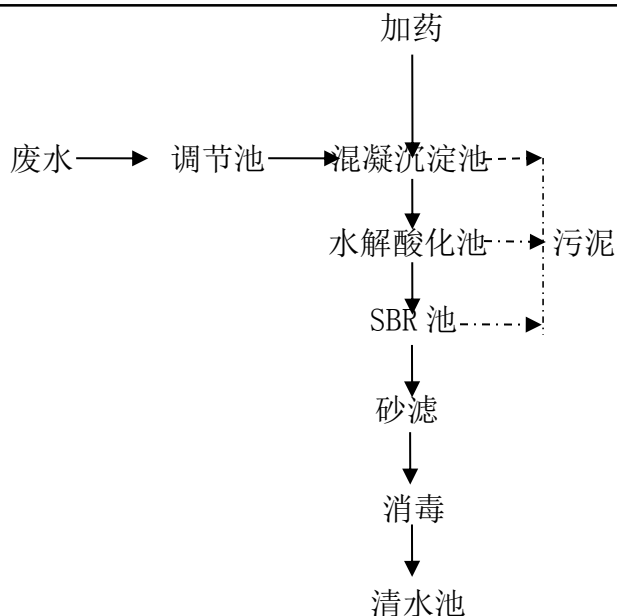 加药
废水 调节池 混凝沉淀池
水解酸化池 污泥
SBR 池
砂滤
消毒
清水池